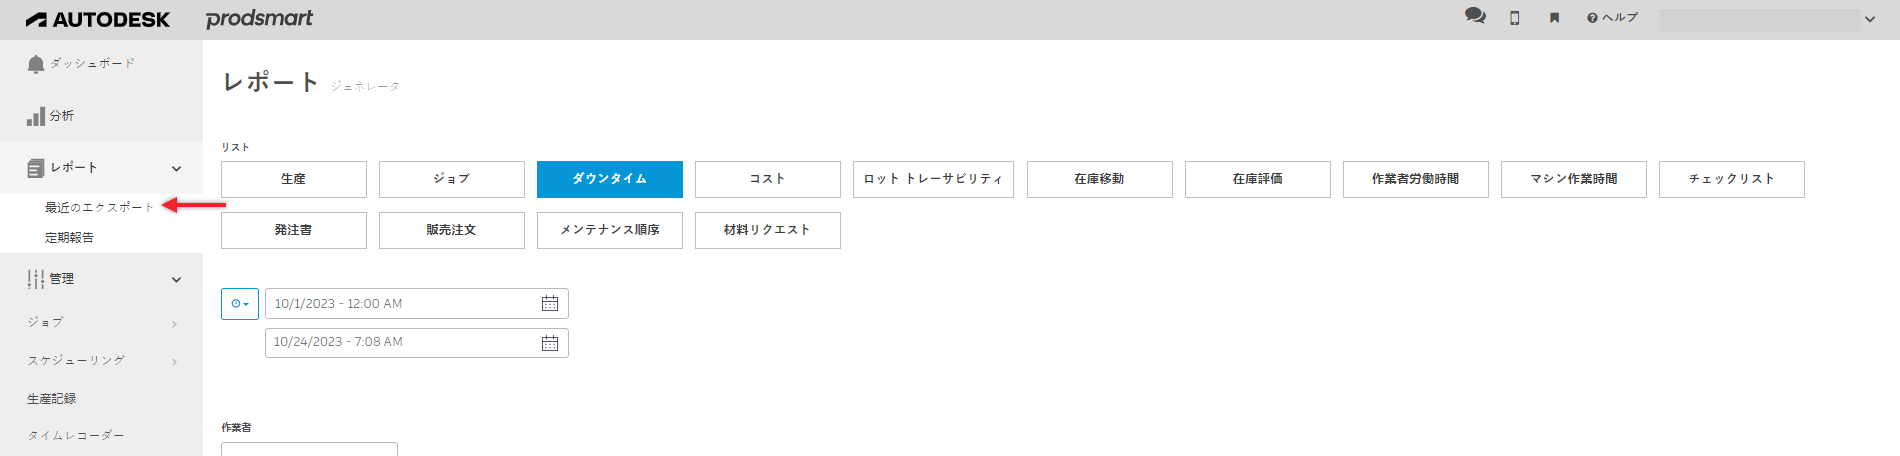 AUTODESK prodsmart ヘルプ
ダッシュボード
分析
レポート
最近のエクスポート
定期報告
管理
ジョブ
スケジューリング
生産記録
タイムレコーダー
レポート ジェネレータ
リスト
生産 ジョブ ダウンタイム コスト ロット トレーサビリティ 在庫移動 在庫評価 作業者労働時間 マシン作業時間 チェックリスト
発注書 販売注文 メンテナンス順序 材料リクエスト
10/1/2023 - 12:00 AM
10/24/2023 - 7:08 AM
作業者